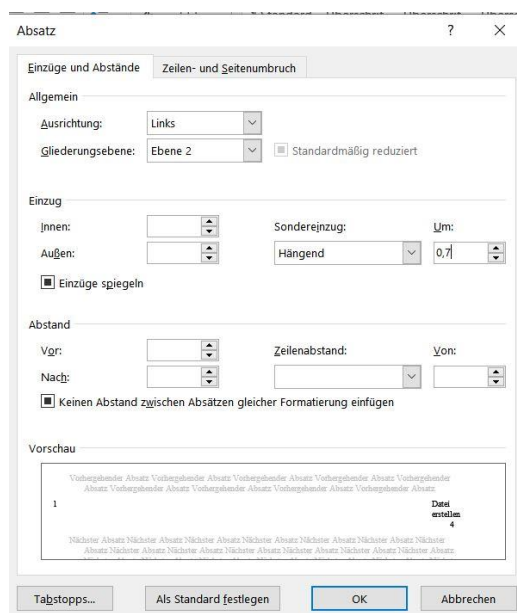 Absatz ? ×
Einzüge und Abstände Zeilen- und Seitenumbruch
Allgemein
Ausrichtung: Links
Gliederungsebene: Ebene 2 Standardmäßig reduziert
Einzug
Innen: Sondereinzug: Um:
Außen: Hängend 0,7
Einzüge spiegeln
Abstand
Vor: Zeilenabstand: Von:
Nach:
Keinen Abstand zwischen Absätzen gleicher Formatierung einfügen
Vorschau
Vorhergehender Absatz Vorhergehender Absatz Vorhergehender Absatz Vorhergehender Absatz Vorhergehender
Absatz Vorhergehender Absatz Vorhergehender Absatz Vorhergehender Absatz Vorhergehender Absatz
1 Datei
erstellen
4
Nächster Absatz Nächster Absatz Nächster Absatz Nächster Absatz Nächster Absatz Nächster
Absatz Nächster Absatz Nächster Absatz Nächster Absatz Nächster Absatz Nächster Absatz
Tabstopps... Als Standard festlegen OK Abbrechen